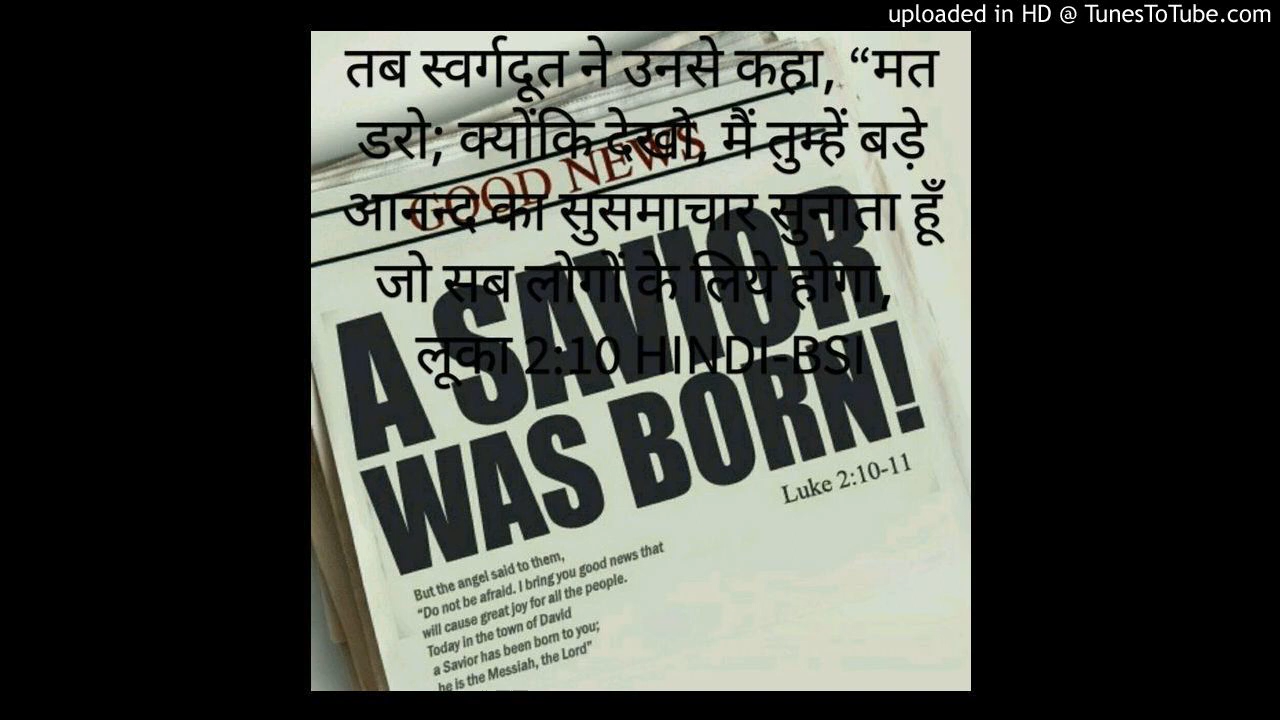 uploaded in HD @ TunesToTube.com
तब स्वर्गदूत ने उनसे कहा, “मत
डरो; क्योंकि देखो, मैं तुम्हें बड़े
आनन्द का सुसमाचार सुनाता हूँ
जो सब लोगों के लिये होगा,
लूका 2:10 HINDI-BSI
GOOD NEWS
A SAVIOR
WAS BORN!
Luke 2:10-11
But the angel said to them,
“Do not be afraid. I bring you good news that
will cause great joy for all the people.
Today in the town of David
a Savior has been born to you;
he is the Messiah, the Lord”